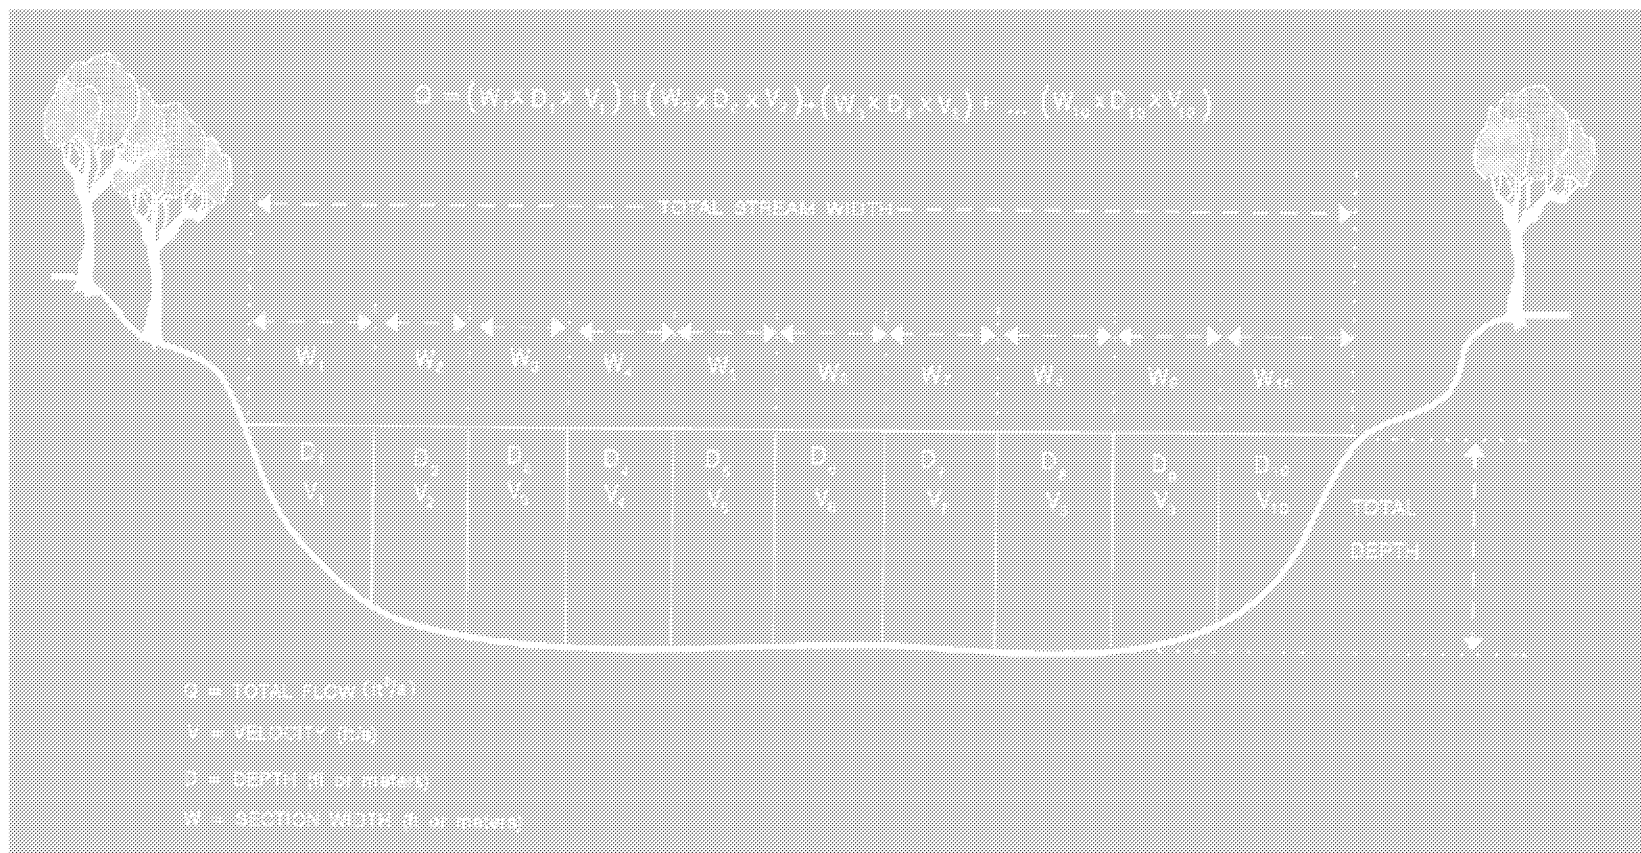 Q = (W₁ x D₁ x V₁) + (W₂ x D₂ x V₂) + (W₃ x D₃ x V₃) + ... (W₁₀ x D₁₀ x V₁₀)
TOTAL STREAM WIDTH
W₁ W₂ W₃ W₄ W₅ W₆ W₇ W₈ W₉ W₁₀
D₁ D₂ D₃ D₄ D₅ D₆ D₇ D₈ D₉ D₁₀
V₁ V₂ V₃ V₄ V₅ V₆ V₇ V₈ V₉ V₁₀
TOTAL
DEPTH
Q = TOTAL FLOW (ft³/s)
V = VELOCITY (ft/s)
D = DEPTH (ft or meters)
W = SECTION WIDTH (ft or meters)